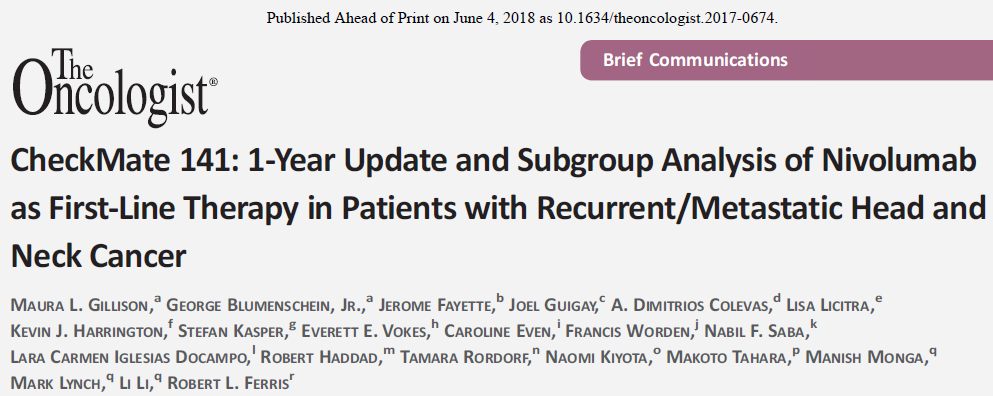 Published Ahead of Print on June 4, 2018 as 10.1634/theoncologist.2017-0674.
Brief Communications
The
Oncologist®
CheckMate 141: 1-Year Update and Subgroup Analysis of Nivolumab
as First-Line Therapy in Patients with Recurrent/Metastatic Head and
Neck Cancer
MAURA L. GILLISON,a GEORGE BLUMENSCHEIN, JR.,a JEROME FAYETTE,b JOEL GUIGAY,c A. DIMITRIOS COLEVAS,d LISA LICITRA,e
KEVIN J. HARRINGTON,f STEFAN KASPER,g EVERETT E. VOKES,h CAROLINE EVEN,i FRANCIS WORDEN,j NABIL F. SABA,k
LARA CARMEN IGLESIAS DOCAMPO,l ROBERT HADDAD,m TAMARA RORDORF,n NAOMI KIYOTA,o MAKOTO TAHARA,p MANISH MONGA,q
MARK LYNCH,q LI LI,q ROBERT L. FERRISr